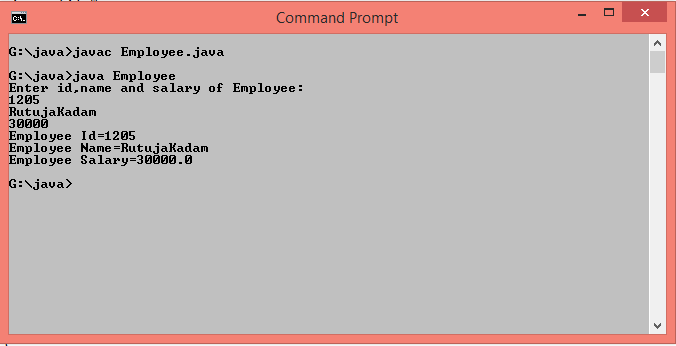 Command Prompt
G:\java>javac Employee.java
G:\java>java Employee
Enter id,name and salary of Employee:
1205
RutujaKadam
30000
Employee Id=1205
Employee Name=RutujaKadam
Employee Salary=30000.0
G:\java>